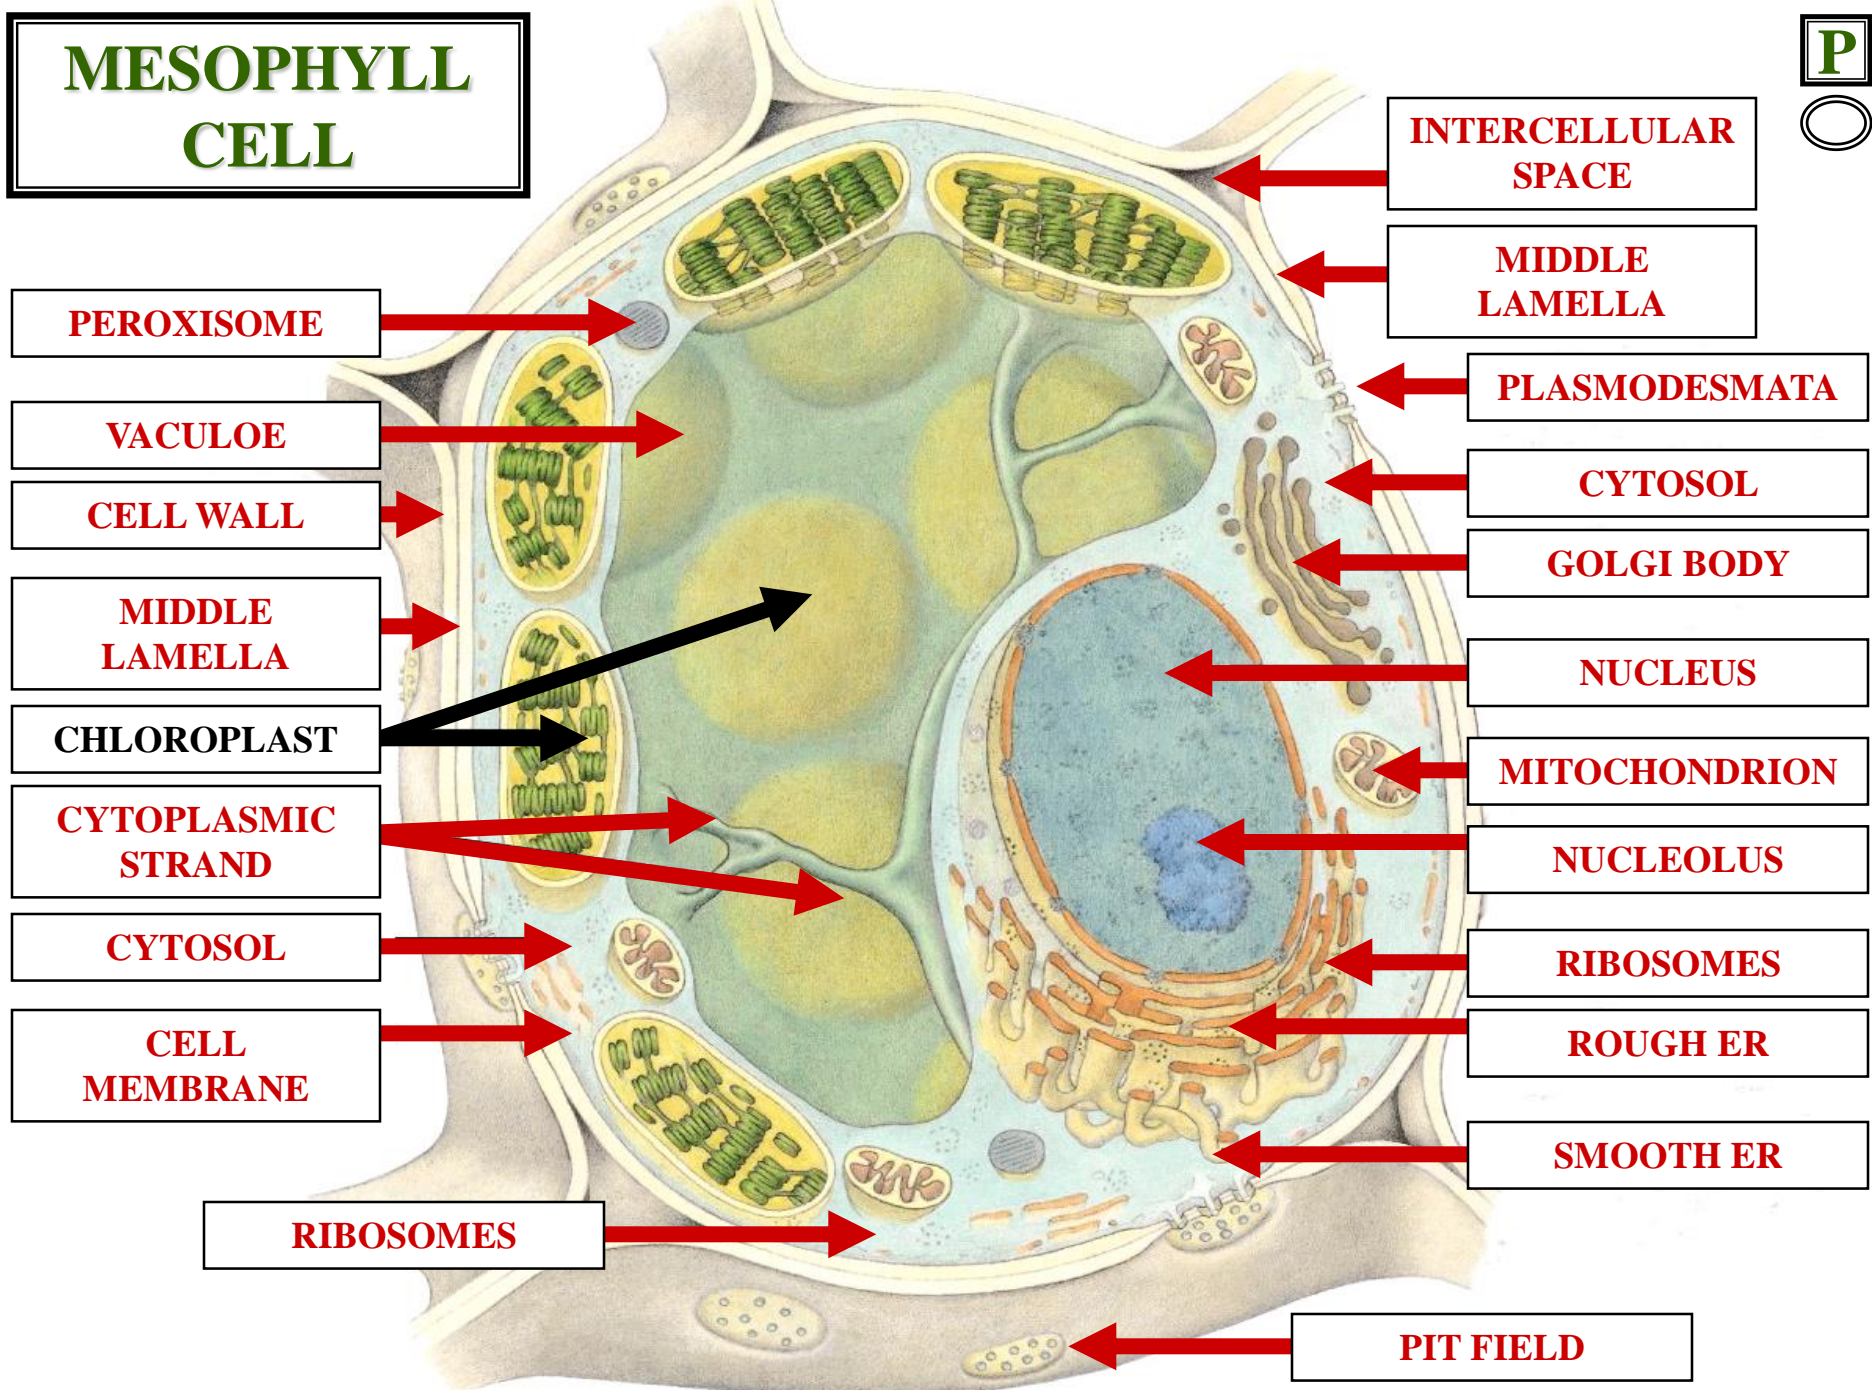 MESOPHYLL
CELL
P
PEROXISOME
VACULOE
CELL WALL
MIDDLE
LAMELLA
CHLOROPLAST
CYTOPLASMIC
STRAND
CYTOSOL
CELL
MEMBRANE
RIBOSOMES
INTERCELLULAR
SPACE
MIDDLE
LAMELLA
PLASMODESMATA
CYTOSOL
GOLGI BODY
NUCLEUS
MITOCHONDRION
NUCLEOLUS
RIBOSOMES
ROUGH ER
SMOOTH ER
PIT FIELD